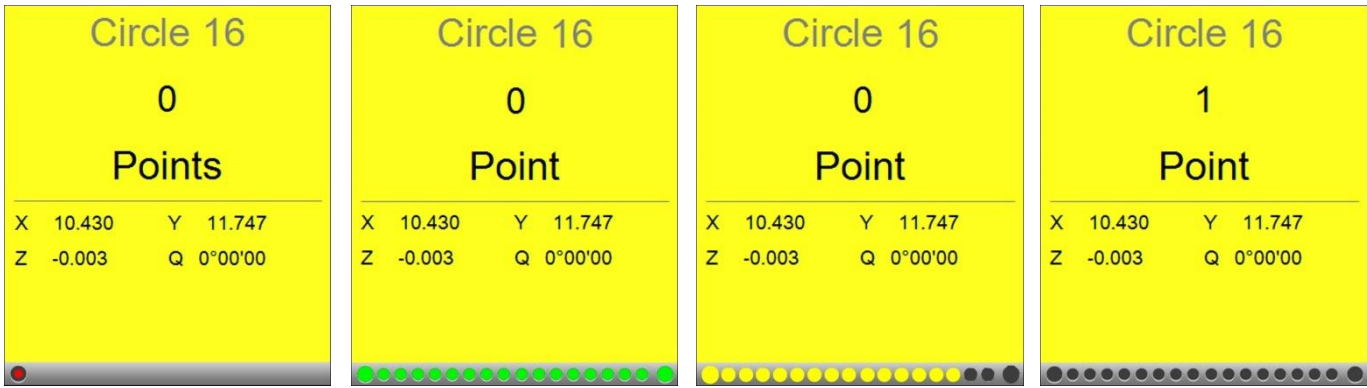 Circle 16
0
Points
X 10.430 Y 11.747
Z -0.003 Q 0°00'00
Circle 16
0
Point
X 10.430 Y 11.747
Z -0.003 Q 0°00'00
Circle 16
0
Point
X 10.430 Y 11.747
Z -0.003 Q 0°00'00
Circle 16
1
Point
X 10.430 Y 11.747
Z -0.003 Q 0°00'00